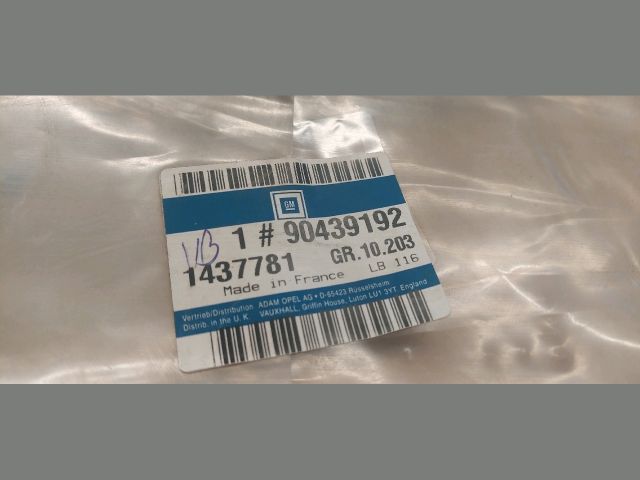 GM
1 # 90439192
VB
1437781 GR.10.203
Made in France LB 116
Vertrieb/Distribution ADAM OPEL AG • D-65423 Rüsselsheim
Distrib. in the U. K. VAUXHALL, Griffin House, Luton LU1 3YT. England